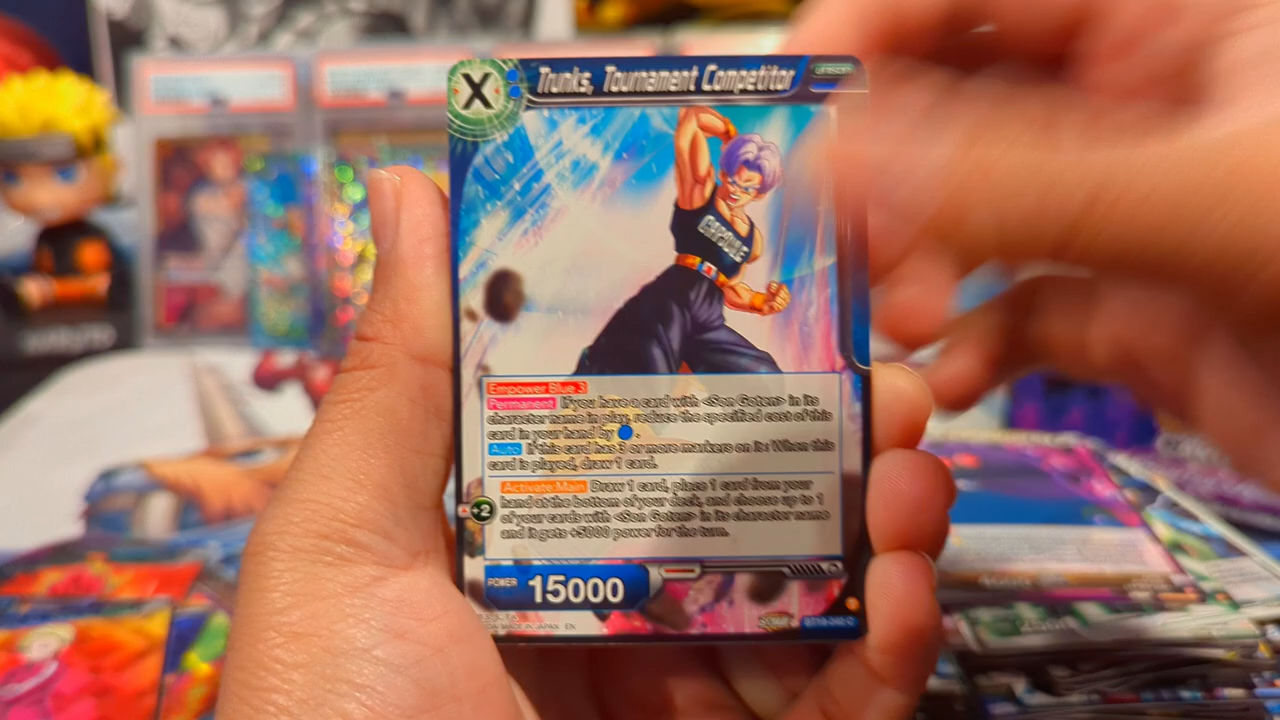 X
Trunks, Tournament Competitor
UNISON
CAPSULE
Empower Blue 3
Permanent If you have a card with <Son Goten> in its
character name in play, reduce the specified cost of this
card in your hand by .
Auto If this card has 3 or more markers on it: When this
card is played, draw 1 card.
Activate:Main Draw 1 card, place 1 card from your
+2 hand at the bottom of your deck, and choose up to 1
of your cards with <Son Goten> in its character name
and it gets +5000 power for the turn.
POWER 15000
MADE IN JAPAN EN